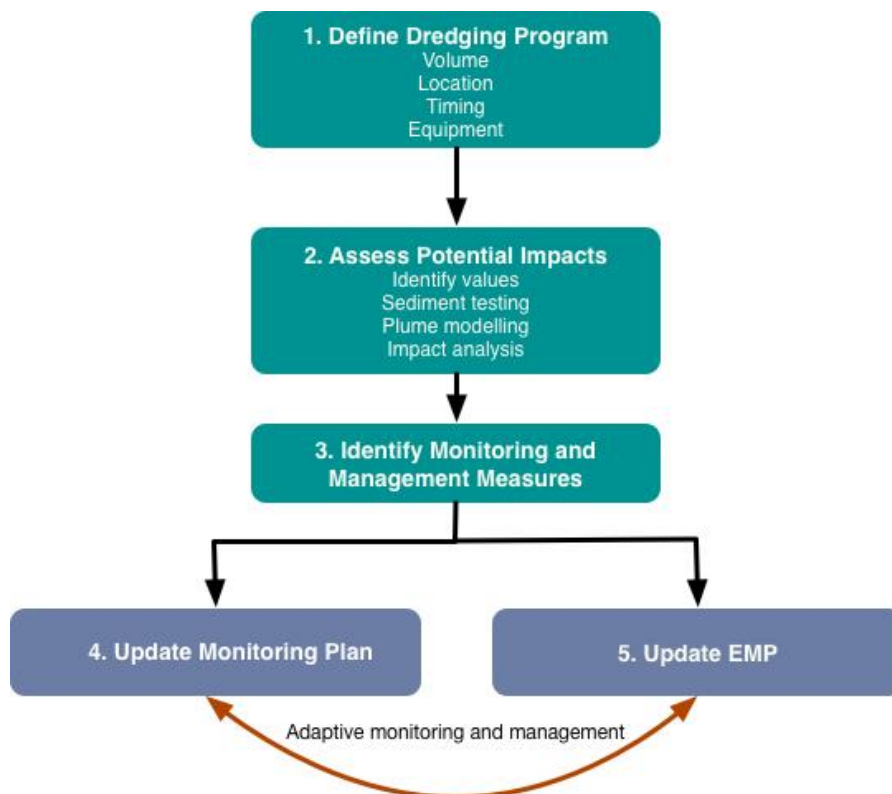 1. Define Dredging Program
Volume
Location
Timing
Equipment
2. Assess Potential Impacts
Identify values
Sediment testing
Plume modelling
Impact analysis
3. Identify Monitoring and
Management Measures
4. Update Monitoring Plan
5. Update EMP
Adaptive monitoring and management